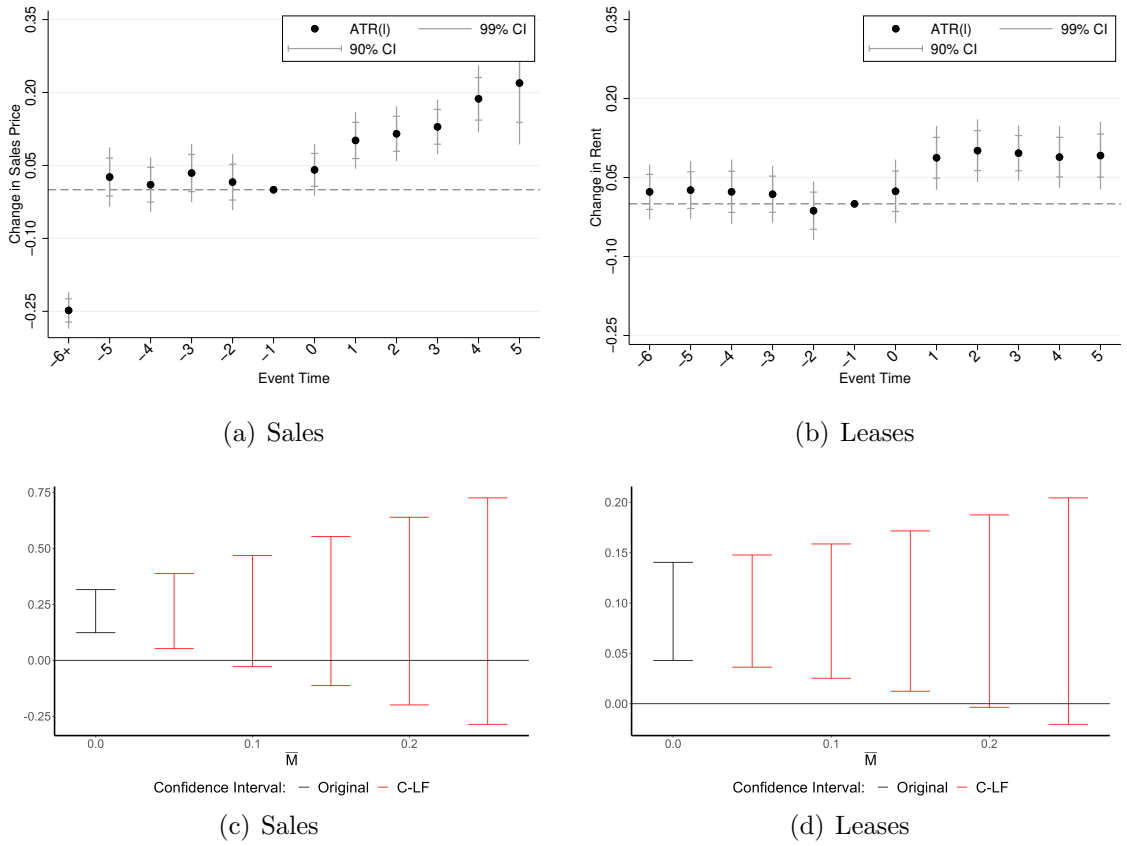 ATR(l)
99% CI
90% CI
Change in Sales Price
0.35
0.20
0.05
−0.10
−0.25
−6+ −5 −4 −3 −2 −1 0 1 2 3 4 5
Event Time
(a) Sales
ATR(l)
99% CI
90% CI
Change in Rent
0.35
0.20
0.05
−0.10
−0.25
−6 −5 −4 −3 −2 −1 0 1 2 3 4 5
Event Time
(b) Leases
0.75
0.50
0.25
0.00
-0.25
0.0 0.1 0.2
M̅
Confidence Interval: Original C-LF
(c) Sales
0.20
0.15
0.10
0.05
0.00
0.0 0.1 0.2
M̅
Confidence Interval: Original C-LF
(d) Leases